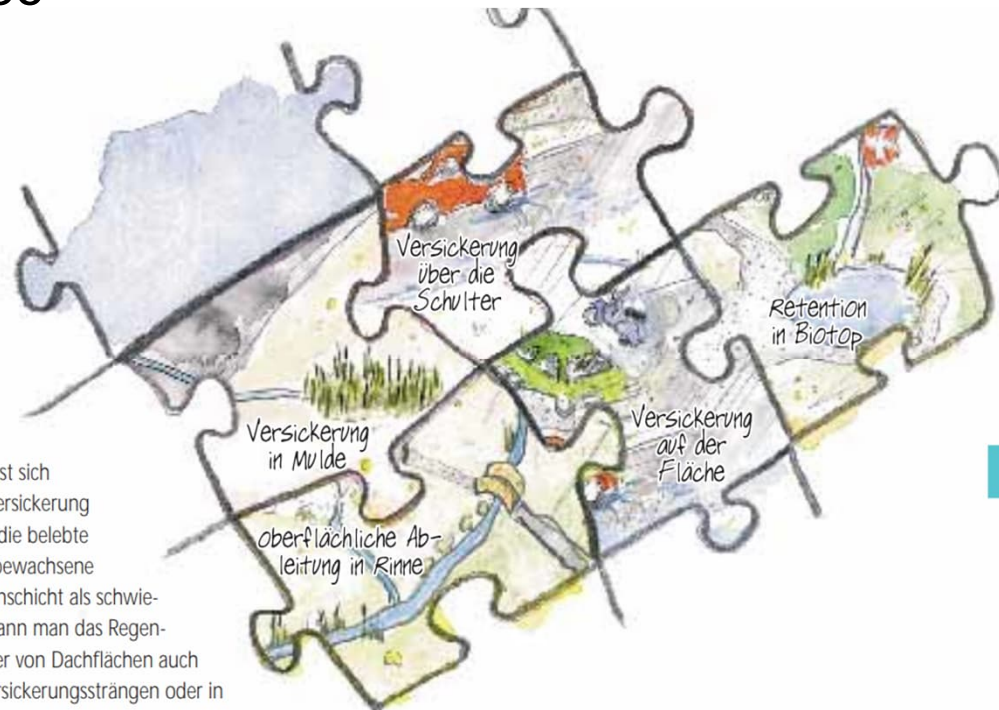 Versickerung
über die
Schulter
Retention
in Biotop
Versickerung
in Mulde
Versickerung
auf der
Fläche
Oberflächliche Ab-
leitung in Rinne
st sich
ersickerung
die belebte
bewachsene
nschicht als schwie-
ann man das Regen-
er von Dachflächen auch
rsickerungssträngen oder in